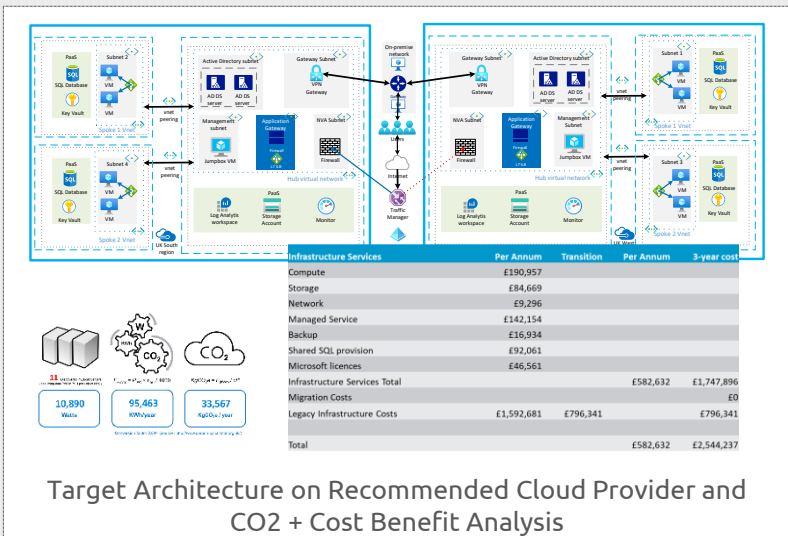 On-premise
network
PaaS
Subnet 2
SQL Database
Key Vault
VM
VM
Spoke 1 Vnet
vnet
peering
Active Directory subnet
AD DS
server
AD DS
server
Gateway Subnet
VPN
Gateway
Management
subnet
Jumpbox VM
Application
Gateway
Firewall
L7 LB
NVA Subnet
Firewall
Hub virtual network
PaaS
Log Analytis
workspace
Storage
Account
Monitor
PaaS
Subnet 4
SQL Database
Key Vault
VM
VM
Spoke 2 Vnet
vnet
peering
UK South
region
Users
Internet
Traffic
Manager
Gateway Subnet
VPN
Gateway
Active Directory subnet
AD DS
server
AD DS
server
NVA Subnet
Firewall
Application
Gateway
Firewall
L7 LB
Management
subnet
Jumpbox VM
Hub virtual network
PaaS
Log Analytis
workspace
Storage
Account
Monitor
vnet
peering
Subnet 1
PaaS
VM
VM
SQL Database
Key Vault
Spoke 1 Vnet
vnet
peering
Subnet 3
PaaS
VM
VM
SQL Database
Key Vault
Spoke 2 Vnet
UK West
Infrastructure Services Per Annum Transition Per Annum 3-year cost
Compute £190,957
Storage £84,669
Network £9,296
Managed Service £142,154
Backup £16,934
Shared SQL provision £92,061
Microsoft licences £46,561
Infrastructure Services Total £582,632 £1,747,896
Migration Costs £0
Legacy Infrastructure Costs £1,592,681 £796,341 £796,341
Total £582,632 £2,544,237
W
KWh
CO2
CO2
11
10,890
Watts
95,463
KWh/year
33,567
KgCO2e / year
Target Architecture on Recommended Cloud Provider and
CO2 + Cost Benefit Analysis